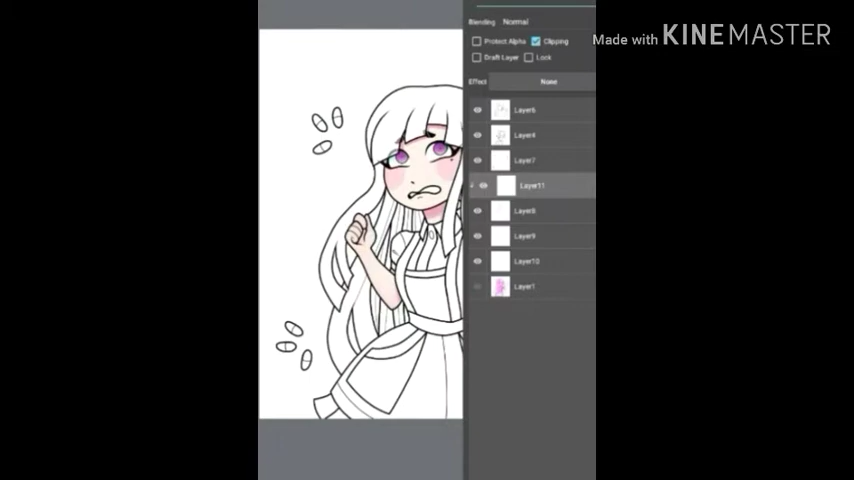 Blending Normal
Protect Alpha Clipping
Draft Layer Lock
Effect None
Layer6
Layer4
Layer7
Layer11
Layer8
Layer9
Layer10
Layer1
Made with KINEMASTER